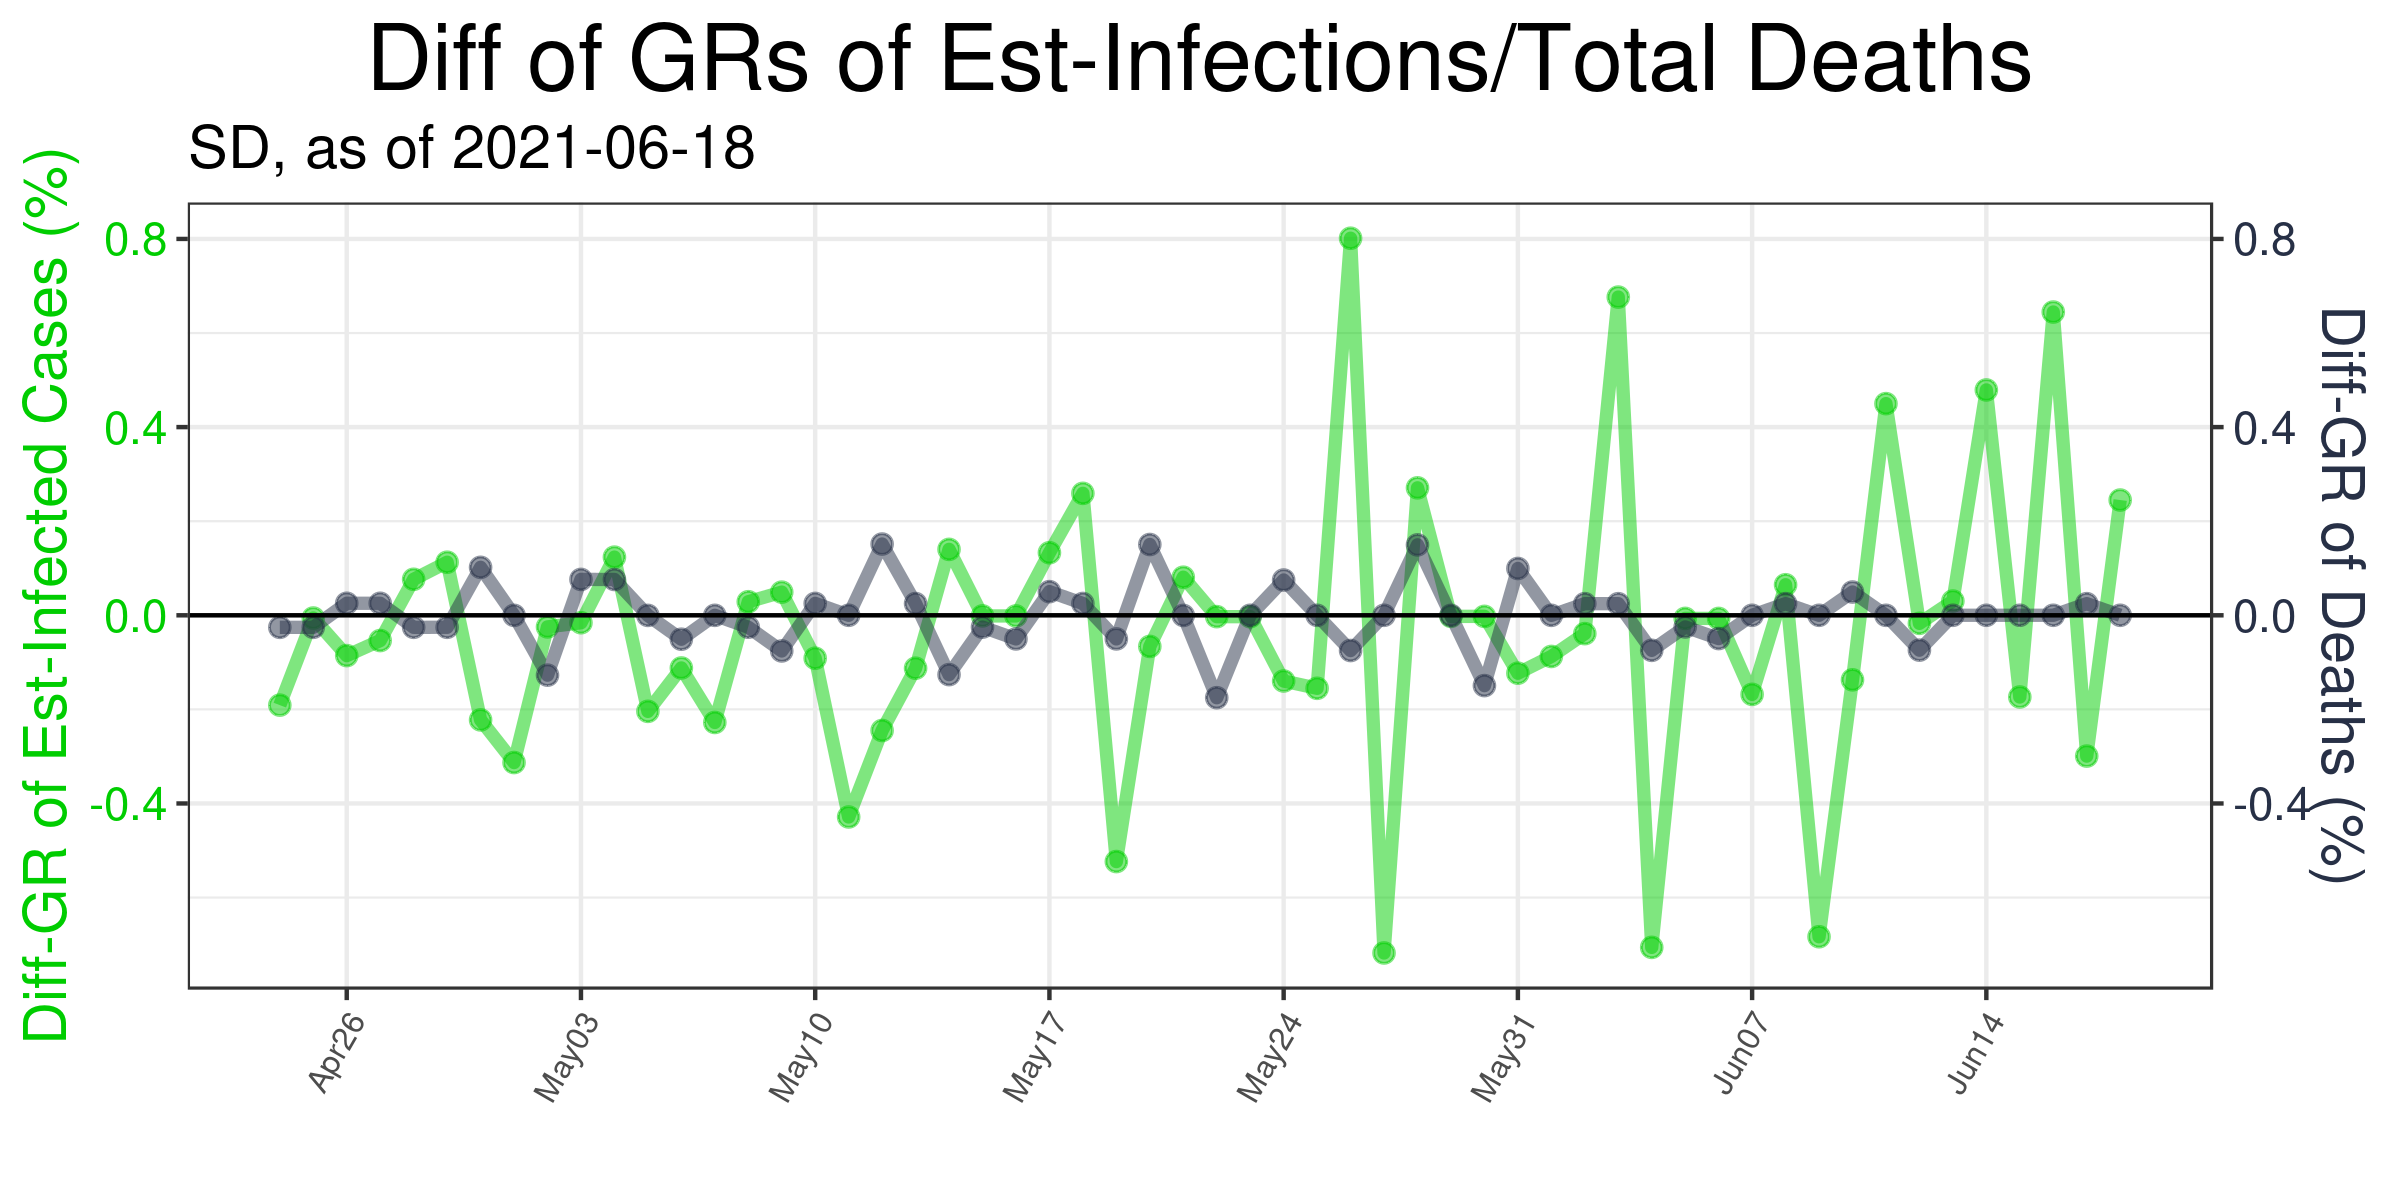 Diff of GRs of Est-Infections/Total Deaths
SD, as of 2021-06-18
Diff-GR of Est-Infected Cases (%)
0.8
0.4
0.0
-0.4
0.8
0.4
0.0
-0.4
Diff-GR of Deaths (%)
Apr26
May03
May10
May17
May24
May31
Jun07
Jun14